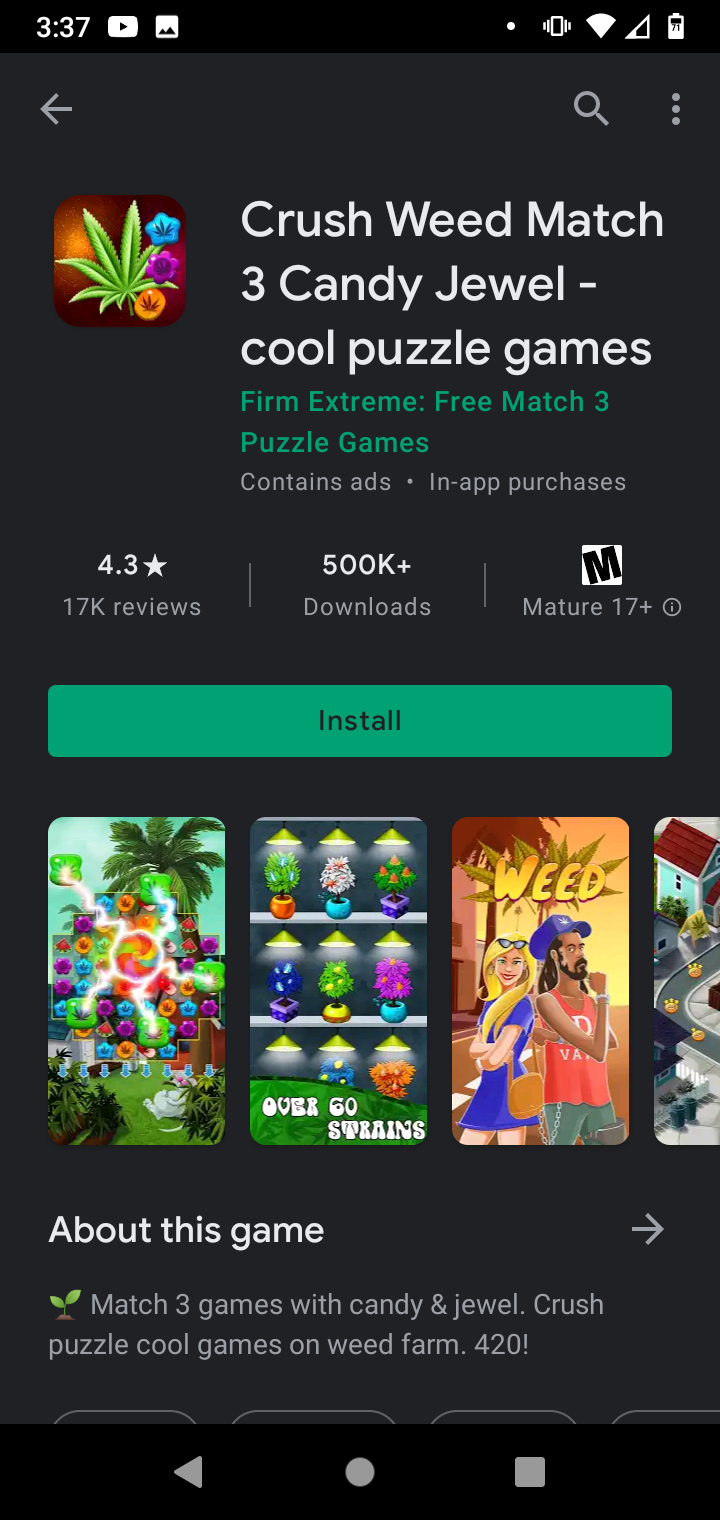 3:37
71
Crush Weed Match
3 Candy Jewel -
cool puzzle games
Firm Extreme: Free Match 3
Puzzle Games
Contains ads • In-app purchases
4.3★
17K reviews
500K+
Downloads
M
Mature 17+
Install
OVER 60
STRAINS
WEED
VA
About this game
🌱 Match 3 games with candy & jewel. Crush
puzzle cool games on weed farm. 420!